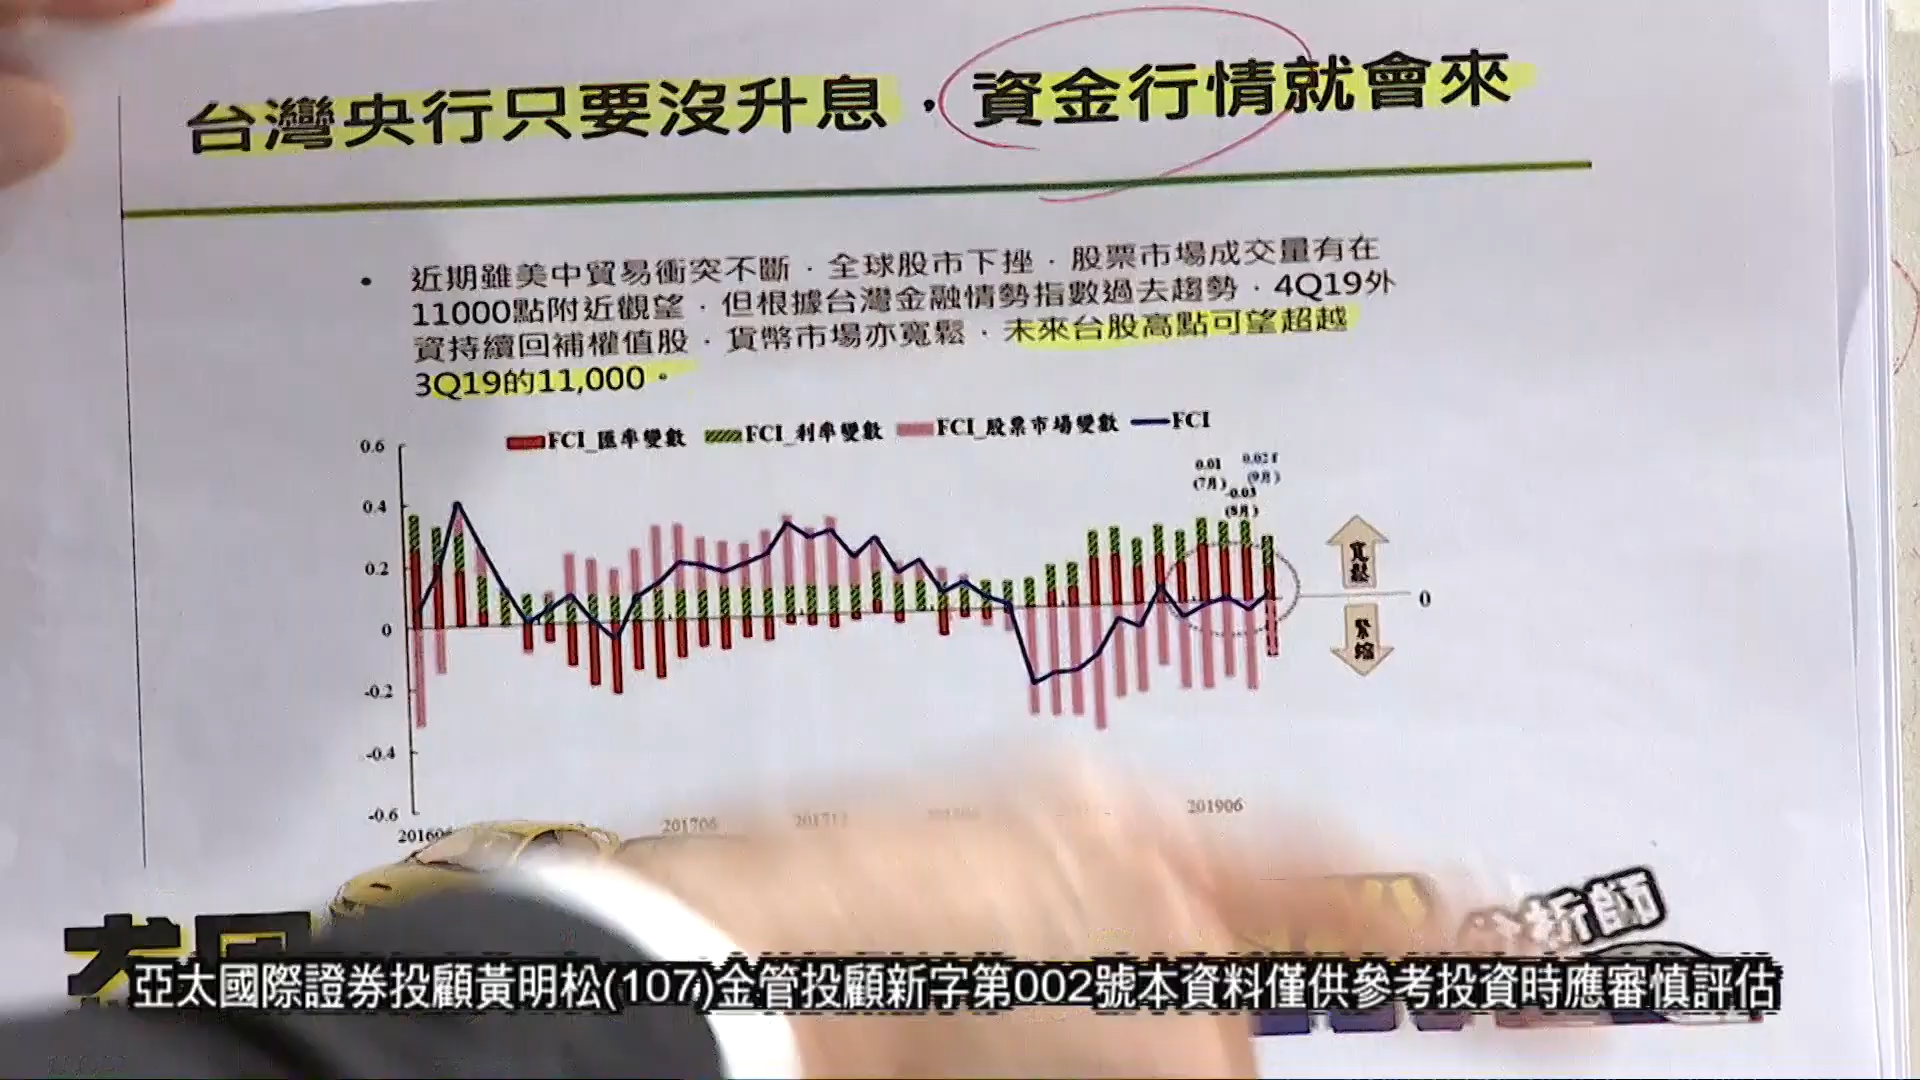 台灣央行只要沒升息，資金行情就會來
• 近期雖美中貿易衝突不斷，全球股市下挫，股票市場成交量有在
11000點附近觀望，但根據台灣金融情勢指數過去趨勢，4Q19外
資持續回補權值股，貨幣市場亦寬鬆，未來台股高點可望超越
3Q19的11,000。
FCI_匯率變數 FCI_利率變數 FCI_股票市場變數 FCI
0.6
0.4
0.2
0
-0.2
-0.4
-0.6
0.01
(7月)
-0.03
(8月)
0.02f
(9月)
寬鬆
0
緊縮
201606
201706
201712
201906
分析師
亞太國際證券投顧黃明松(107)金管投顧新字第002號本資料僅供參考投資時應審慎評估